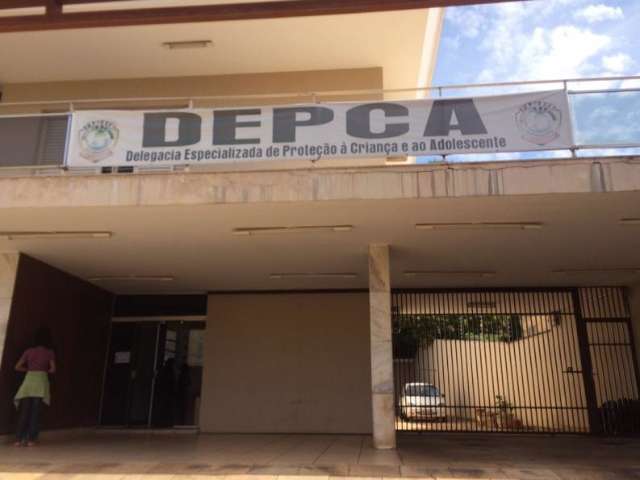 DEPCA
Delegacia Especializada de Proteção à Criança e ao Adolescente